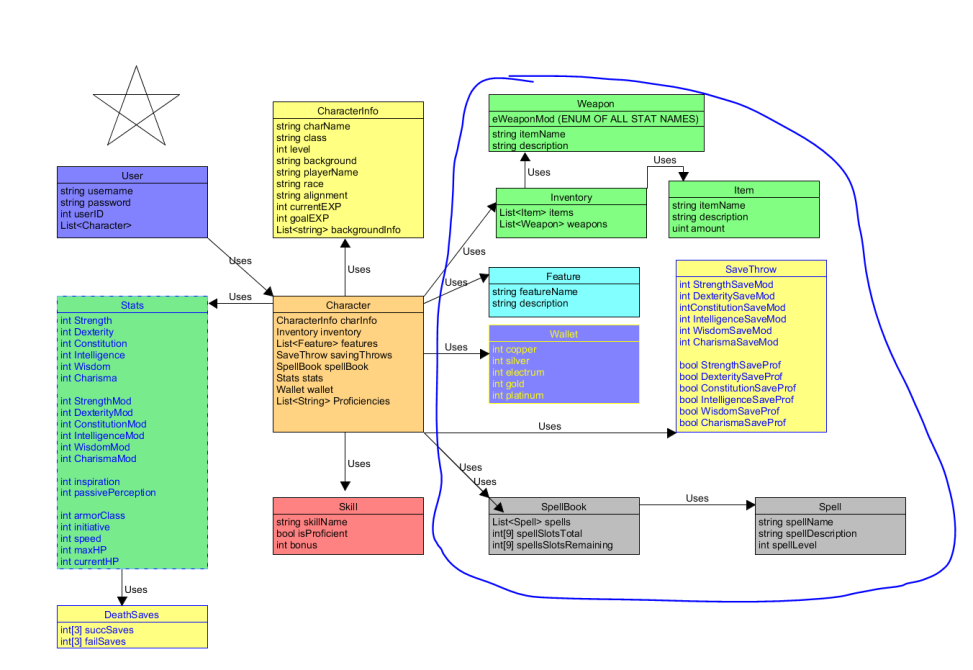 User
string username
string password
int userID
List<Character>
CharacterInfo
string charName
string class
int level
string background
string playerName
string race
string alignment
int currentEXP
int goalEXP
List<string> backgroundInfo
Weapon
eWeaponMod (ENUM OF ALL STAT NAMES)
string itemName
string description
Uses
Uses
Inventory
List<Item> items
List<Weapon> weapons
Item
string itemName
string description
uint amount
Uses
Uses
Uses
Uses
Uses
Feature
string featureName
string description
SaveThrow
int StrengthSaveMod
int DexteritySaveMod
intConstitutionSaveMod
int IntelligenceSaveMod
int WisdomSaveMod
int CharismaSaveMod
bool StrengthSaveProf
bool DexteritySaveProf
bool ConstitutionSaveProf
bool IntelligenceSaveProf
bool WisdomSaveProf
bool CharismaSaveProf
Stats
int Strength
int Dexterity
int Constitution
int Intelligence
int Wisdom
int Charisma
int StrengthMod
int DexterityMod
int ConstitutionMod
int IntelligenceMod
int WisdomMod
int CharismaMod
int inspiration
int passivePerception
int armorClass
int initiative
int speed
int maxHP
int currentHP
Character
CharacterInfo charInfo
Inventory inventory
List<Feature> features
SaveThrow savingThrows
SpellBook spellBook
Stats stats
Wallet wallet
List<String> Proficiencies
Uses
Wallet
int copper
int silver
int electrum
int gold
int platinum
Uses
Uses
Uses
Uses
Skill
string skillName
bool isProficient
int bonus
SpellBook
List<Spell> spells
int[9] spellSlotsTotal
int[9] spellsSlotsRemaining
Uses
Spell
string spellName
string spellDescription
int spellLevel
Uses
DeathSaves
int[3] succSaves
int[3] failSaves